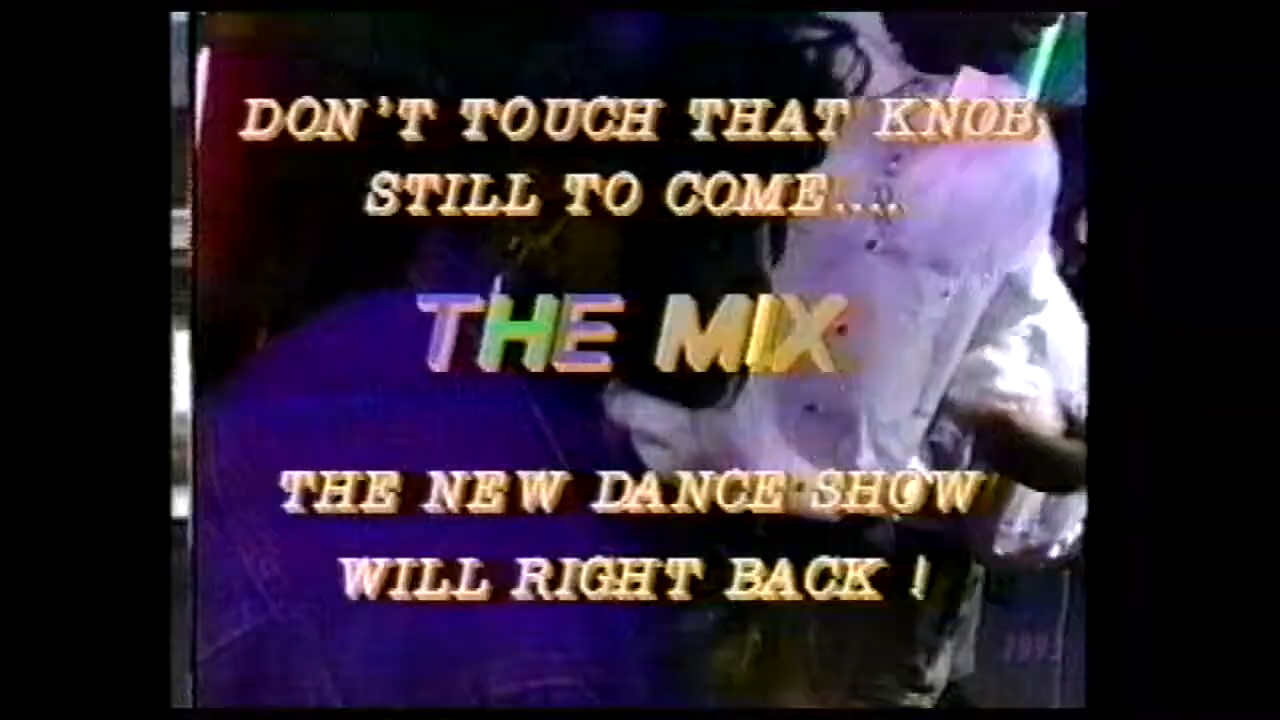 DON'T TOUCH THAT KNOB
STILL TO COME....
THE MIX
THE NEW DANCE SHOW
WILL RIGHT BACK !